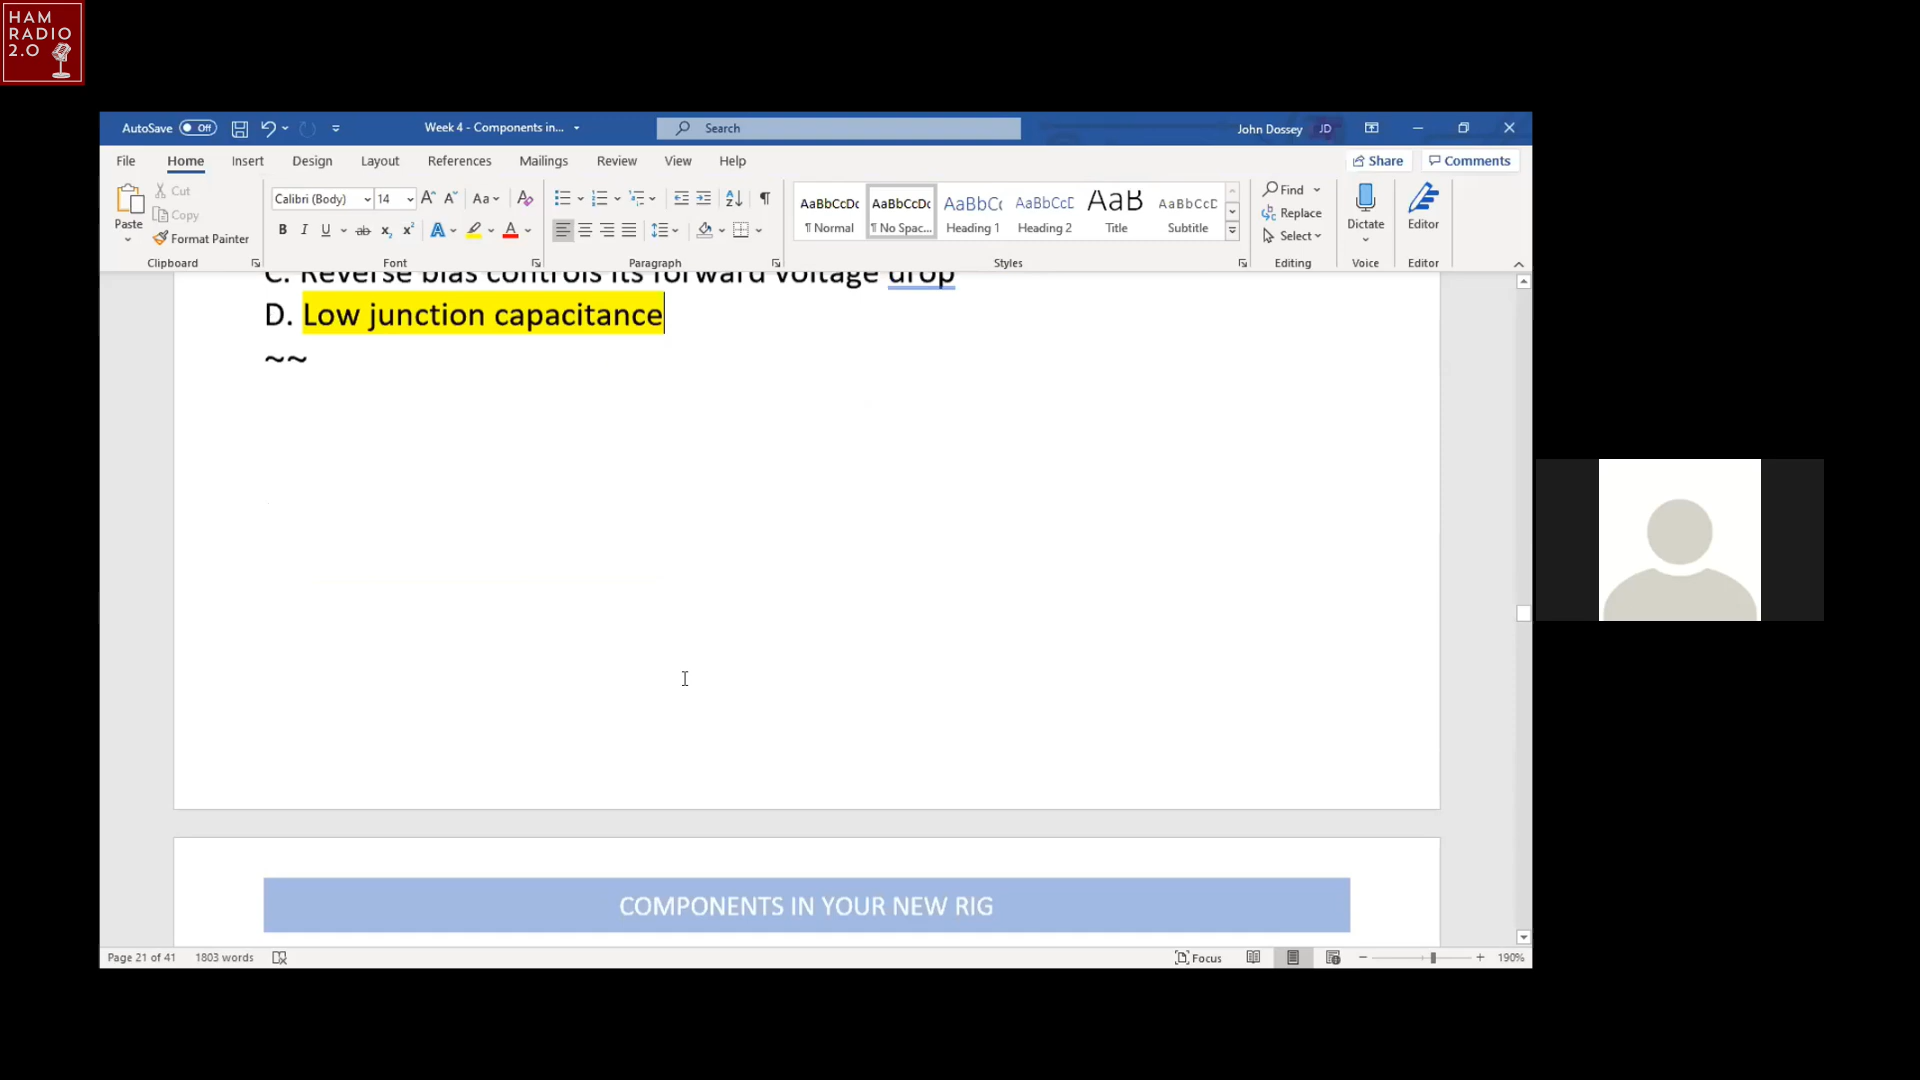 HAM
RADIO
2.0
AutoSave Off Week 4 - Components in... Search John Dossey JD
File Home Insert Design Layout References Mailings Review View Help Share Comments
Paste Cut Copy Format Painter Clipboard
Calibri (Body) 14 Font
Paragraph
AaBbCcDc ¶ Normal AaBbCcDc ¶ No Spac... AaBbC( Heading 1 AaBbCcE Heading 2 AaB Title AaBbCcD Subtitle Styles
Find Replace Select Editing
Dictate Voice
Editor Editor
C. Reverse bias controls its forward voltage drop
D. Low junction capacitance
~~
COMPONENTS IN YOUR NEW RIG
Page 21 of 41 1803 words Focus 190%